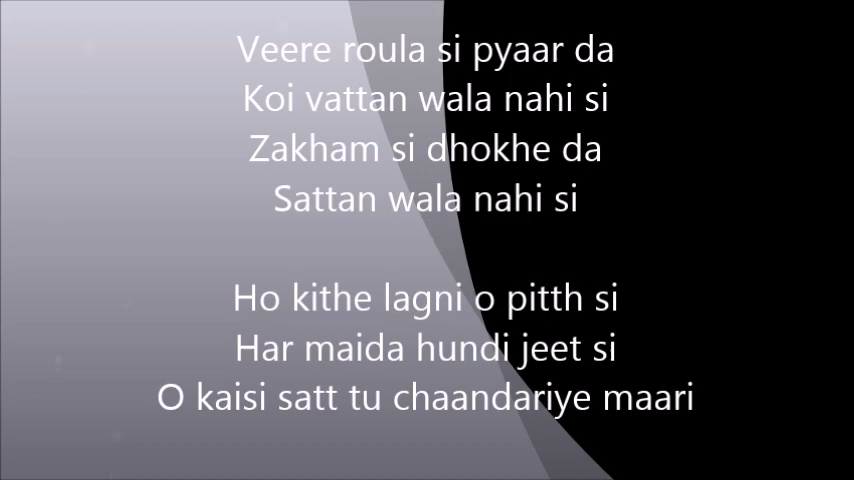 Veere roula si pyaar da
Koi vattan wala nahi si
Zakham si dhokhe da
Sattan wala nahi si
Ho kithe lagni o pitth si
Har maida hundi jeet si
O kaisi satt tu chaandariye maari